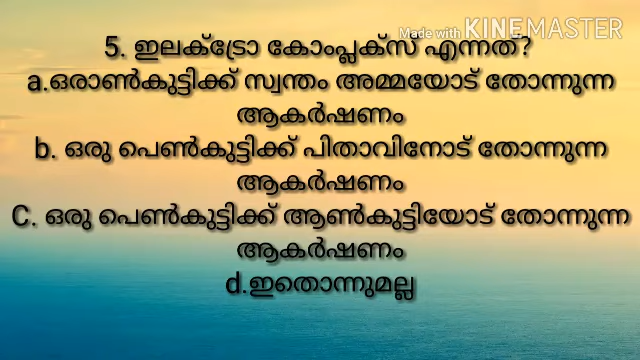 Made with KINEMASTER
5. ഇലക്ട്രോ കോംപ്ലക്സ് എന്നത്?
a.ഒരാൺകുട്ടിക്ക് സ്വന്തം അമ്മയോട് തോന്നുന്ന
ആകർഷണം
b. ഒരു പെൺകുട്ടിക്ക് പിതാവിനോട് തോന്നുന്ന
ആകർഷണം
C. ഒരു പെൺകുട്ടിക്ക് ആൺകുട്ടിയോട് തോന്നുന്ന
ആകർഷണം
d.ഇതൊന്നുമല്ല